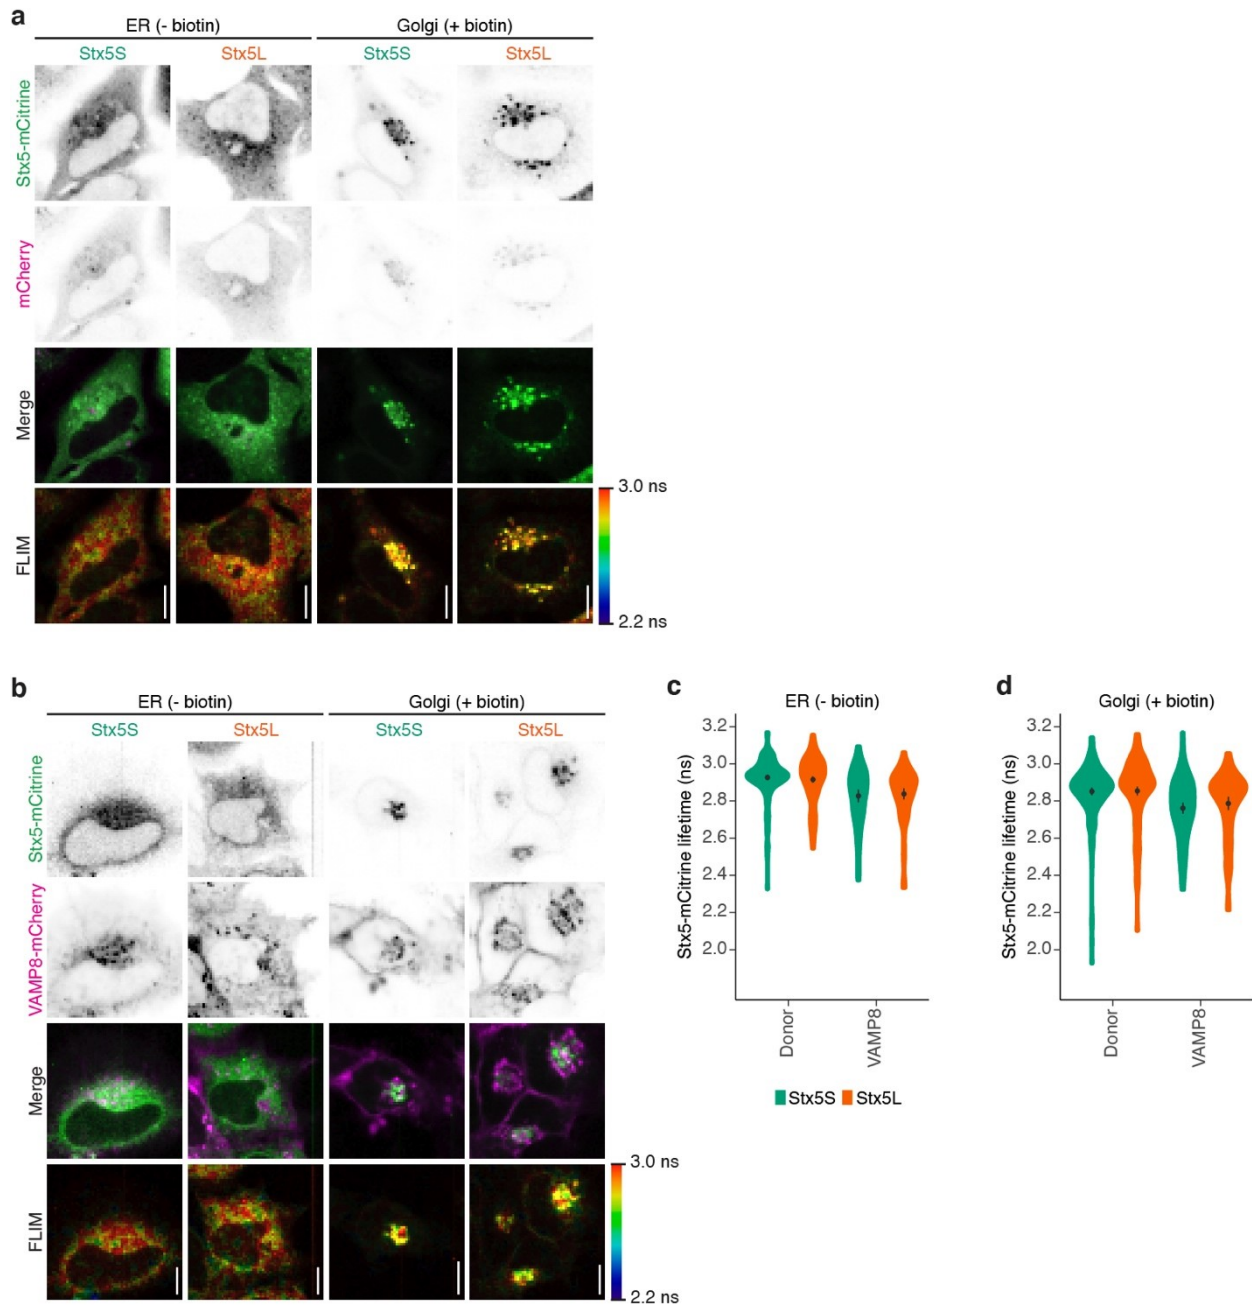 a
ER (- biotin)
Golgi (+ biotin)
Stx5S
Stx5L
Stx5S
Stx5L
Stx5-mCitrine
mCherry
Merge
FLIM
3.0 ns
2.2 ns
b
ER (- biotin)
Golgi (+ biotin)
Stx5S
Stx5L
Stx5S
Stx5L
Stx5-mCitrine
VAMP8-mCherry
Merge
FLIM
3.0 ns
2.2 ns
c
ER (- biotin)
Stx5-mCitrine lifetime (ns)
3.2
3.0
2.8
2.6
2.4
2.2
2.0
Donor
VAMP8
d
Golgi (+ biotin)
Stx5-mCitrine lifetime (ns)
3.2
3.0
2.8
2.6
2.4
2.2
2.0
Donor
VAMP8
Stx5S Stx5L